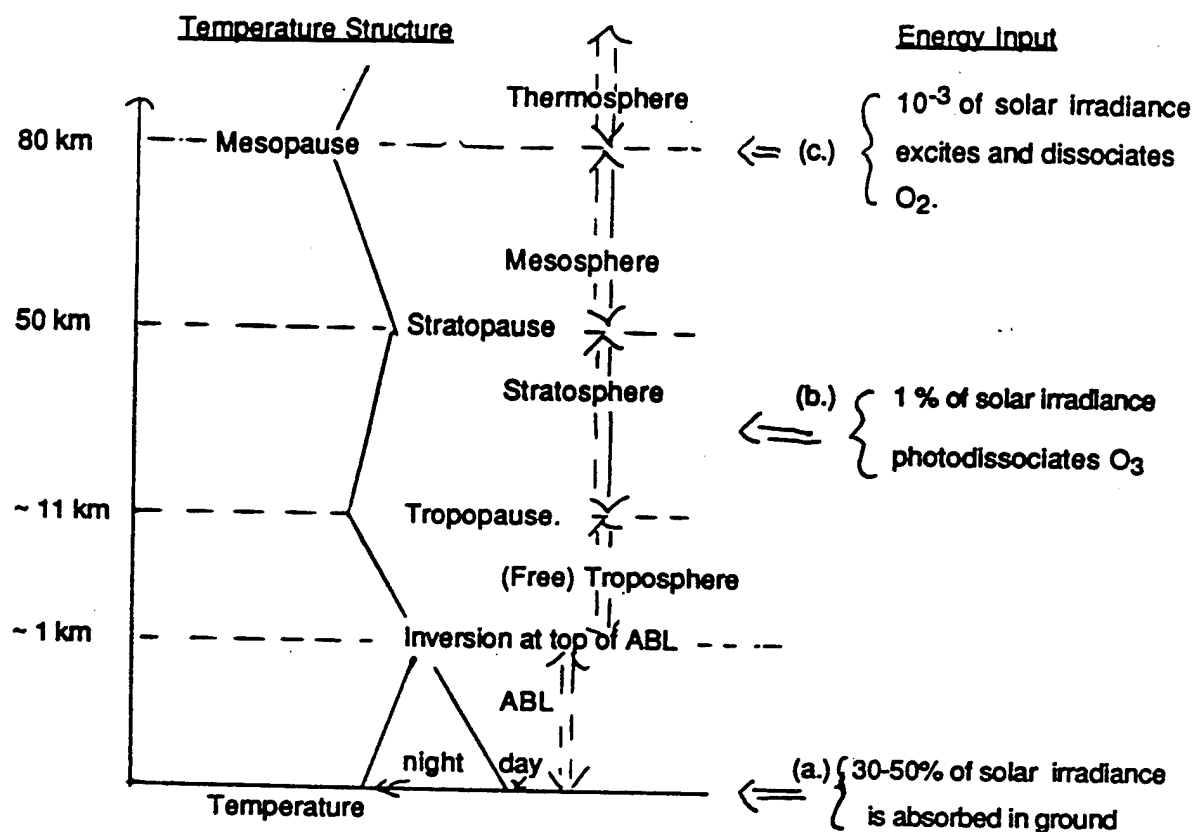 Temperature Structure
Energy Input
Thermosphere
80 km
Mesopause
(c.)
10⁻³ of solar irradiance
excites and dissociates
O₂.
Mesosphere
50 km
Stratopause
Stratosphere
(b.)
1 % of solar irradiance
photodissociates O₃
~ 11 km
Tropopause.
(Free) Troposphere
~ 1 km
Inversion at top of ABL
ABL
night
day
Temperature
(a.)
30-50% of solar irradiance
is absorbed in ground